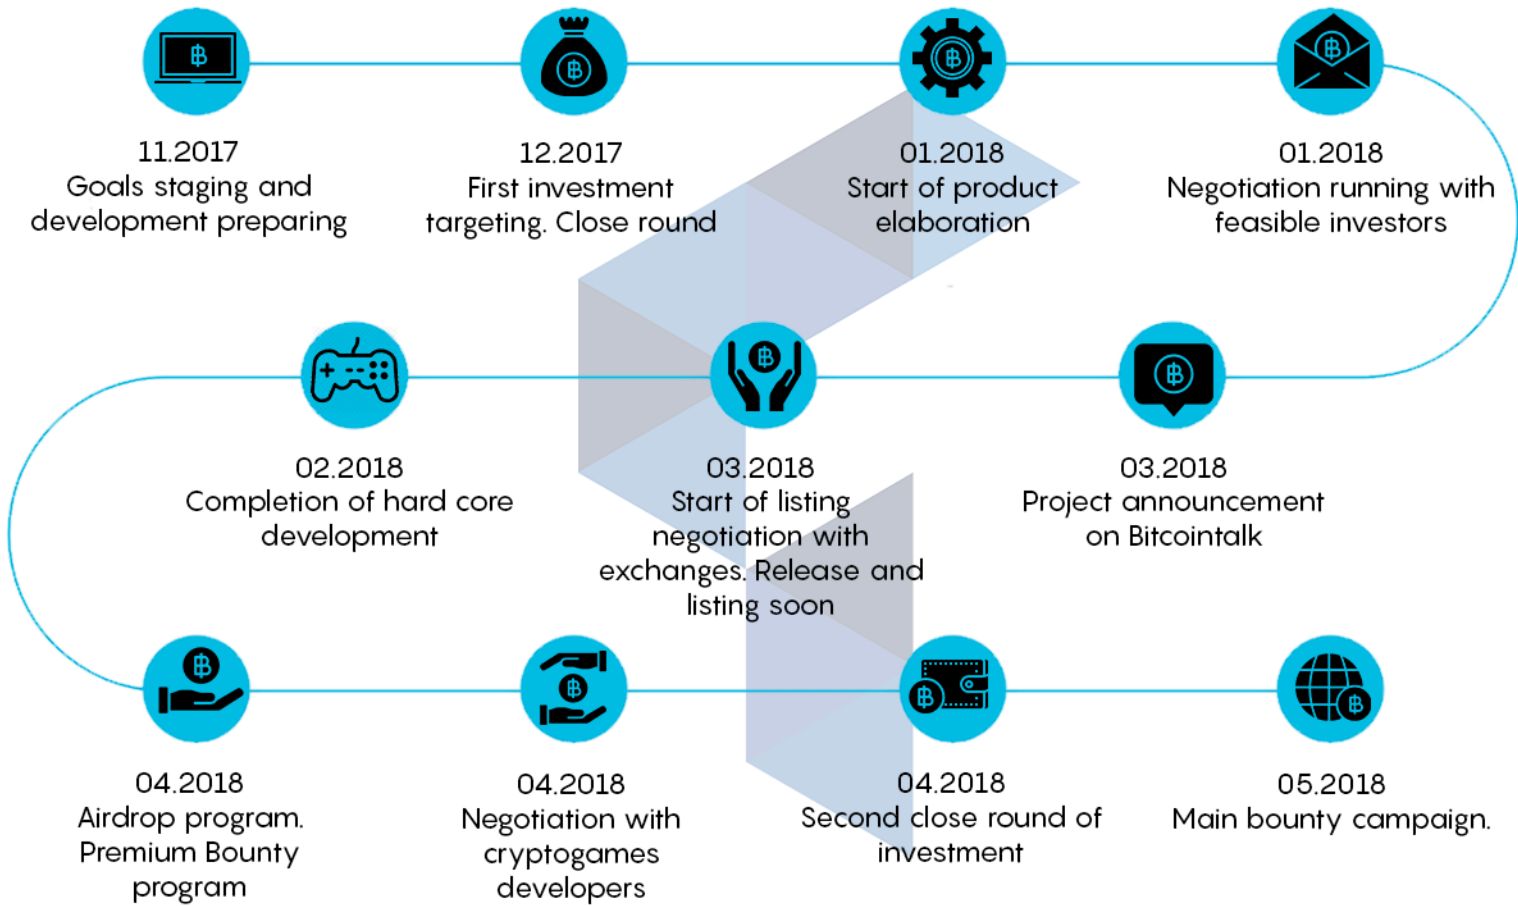 11.2017
Goals staging and
development preparing
12.2017
First investment
targeting. Close round
01.2018
Start of product
elaboration
01.2018
Negotiation running with
feasible investors
02.2018
Completion of hard core
development
03.2018
Start of listing
negotiation with
exchanges. Release and
listing soon
03.2018
Project announcement
on Bitcointalk
04.2018
Airdrop program.
Premium Bounty
program
04.2018
Negotiation with
cryptogames
developers
04.2018
Second close round of
investment
05.2018
Main bounty campaign.